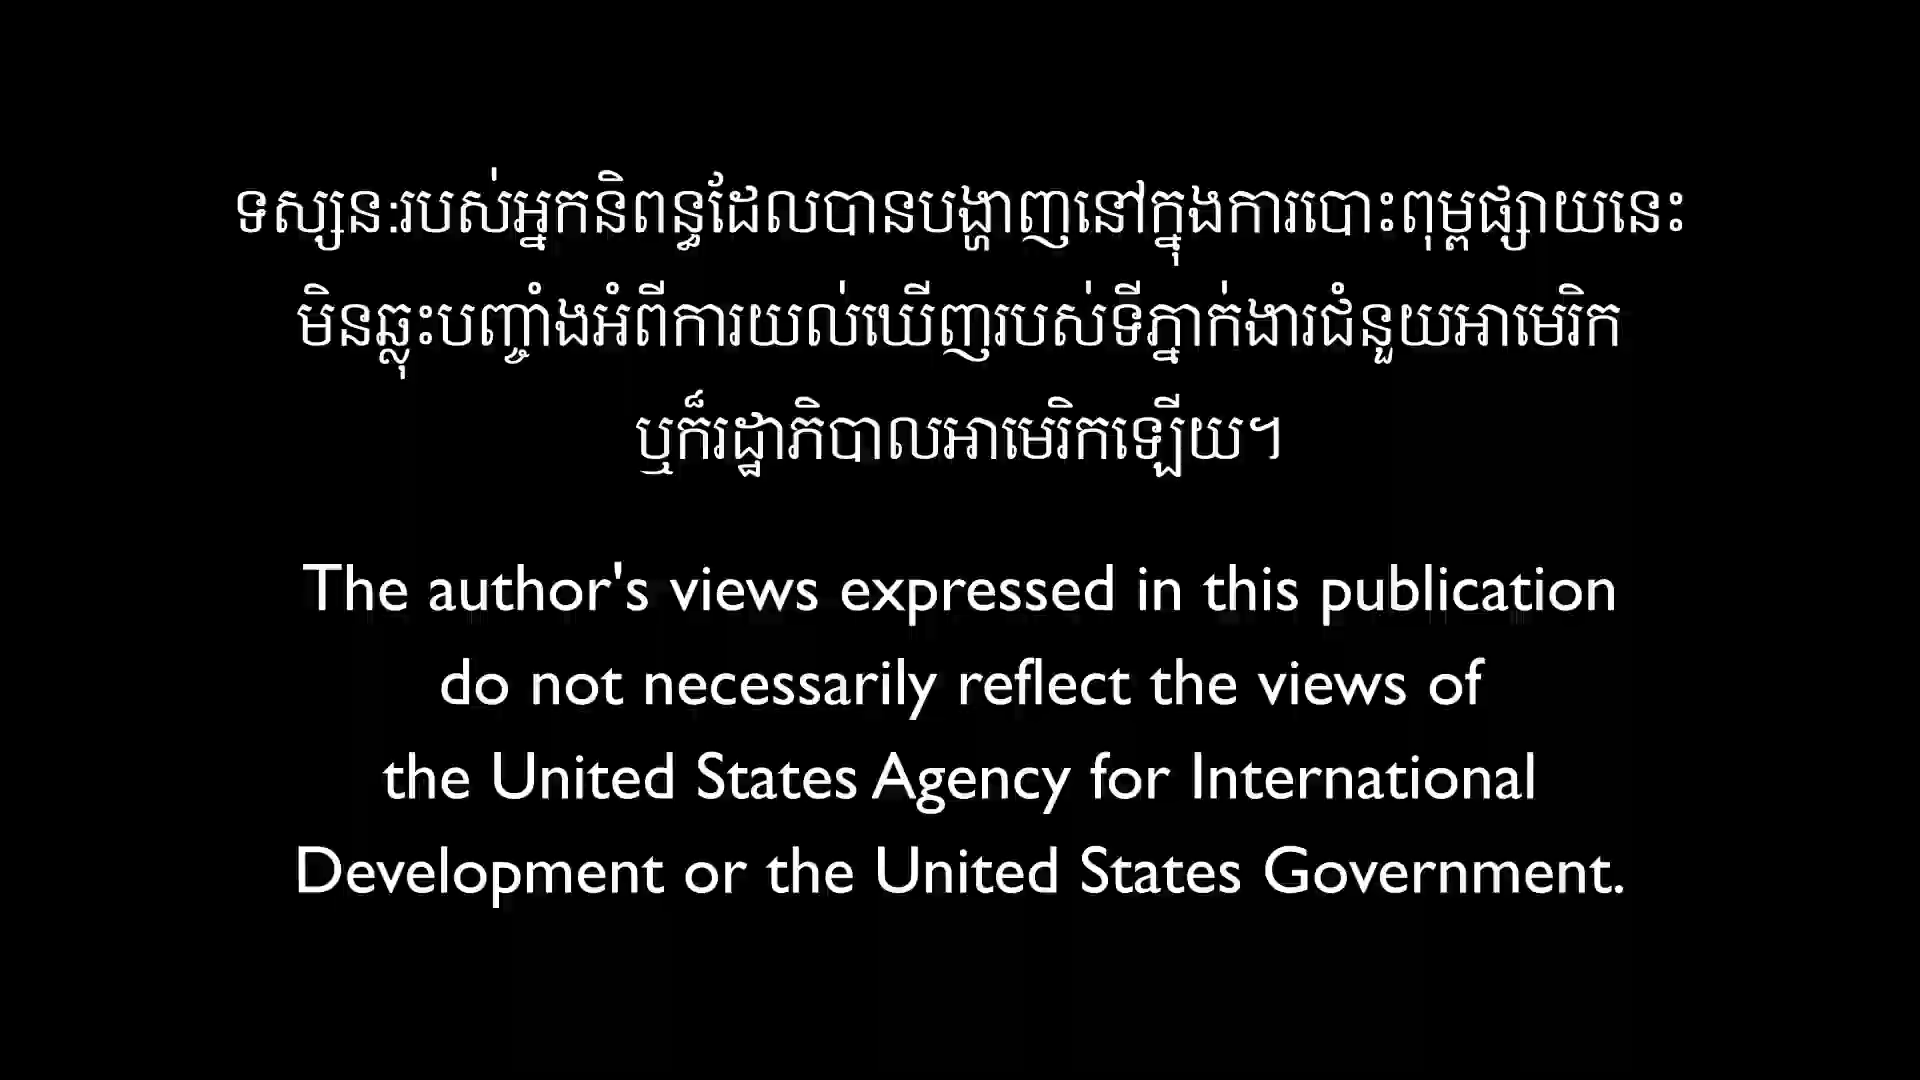 ទស្សនៈរបស់អ្នកនិពន្ធដែលបានបង្ហាញនៅក្នុងការបោះពុម្ពផ្សាយនេះ
មិនឆ្លុះបញ្ចាំងអំពីការយល់ឃើញរបស់ទីភ្នាក់ងារជំនួយអាមេរិក
ឬក៏រដ្ឋាភិបាលអាមេរិកឡើយ។
The author's views expressed in this publication
do not necessarily reflect the views of
the United States Agency for International
Development or the United States Government.